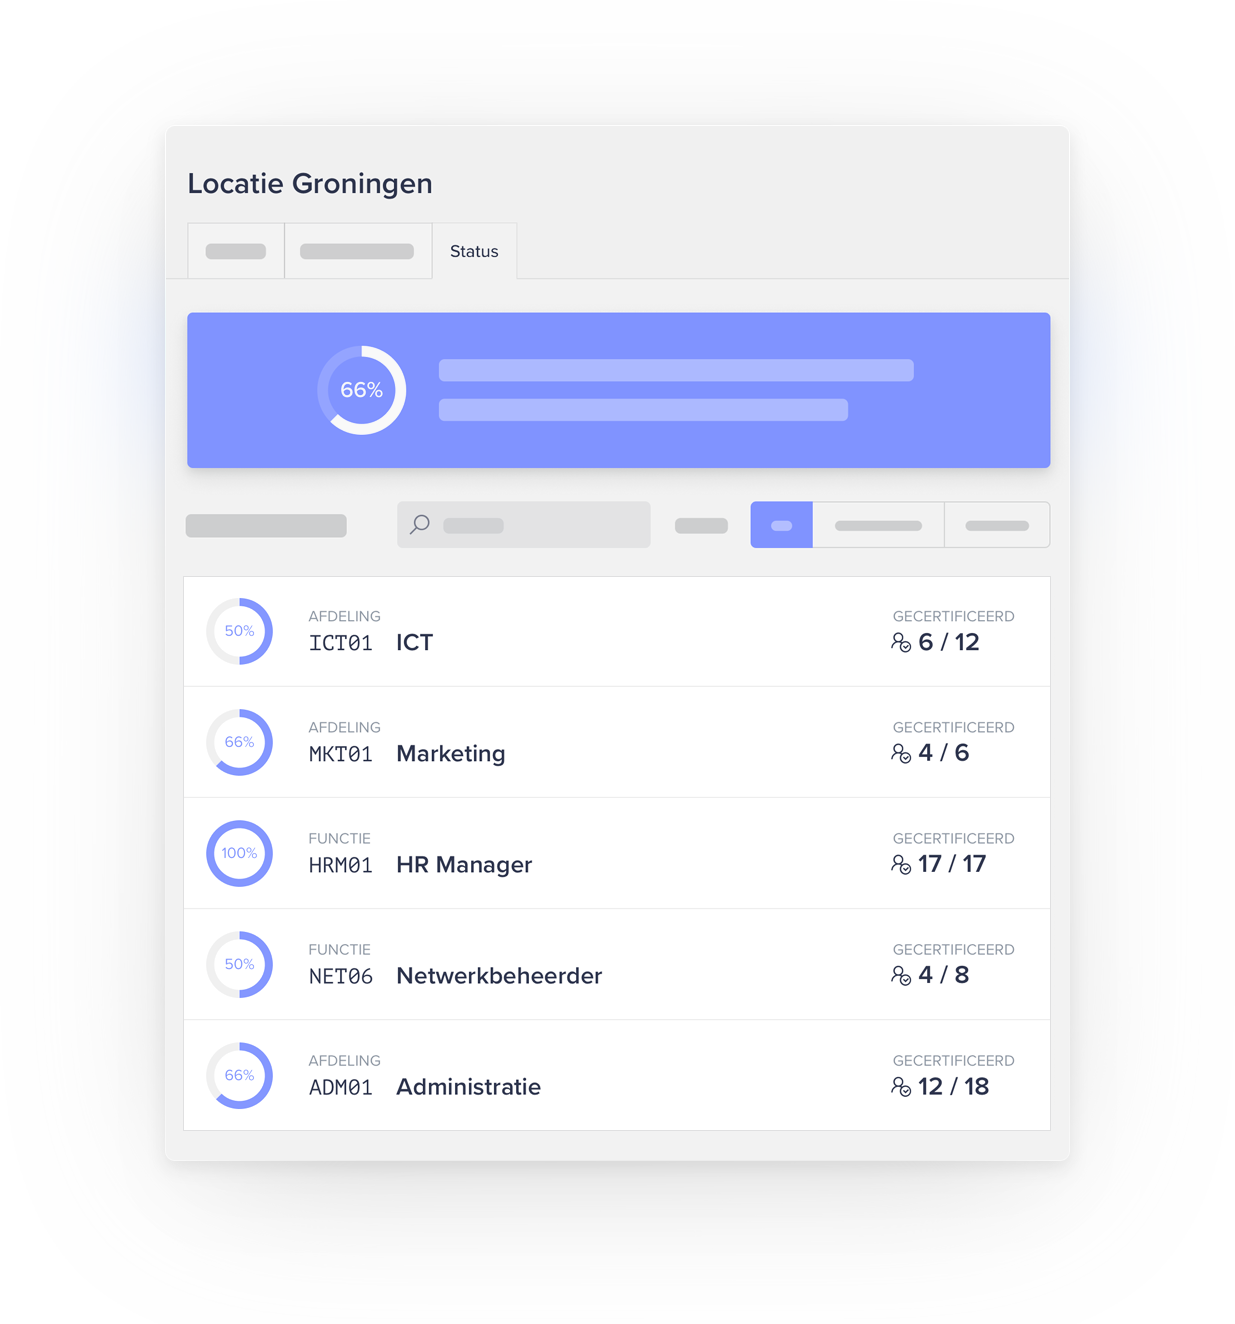 Locatie Groningen
Status
66%
50%
AFDELING
ICT01 ICT
GECERTIFICEERD
6 / 12
66%
AFDELING
MKT01 Marketing
GECERTIFICEERD
4 / 6
100%
FUNCTIE
HRM01 HR Manager
GECERTIFICEERD
17 / 17
50%
FUNCTIE
NET06 Netwerkbeheerder
GECERTIFICEERD
4 / 8
66%
AFDELING
ADM01 Administratie
GECERTIFICEERD
12 / 18